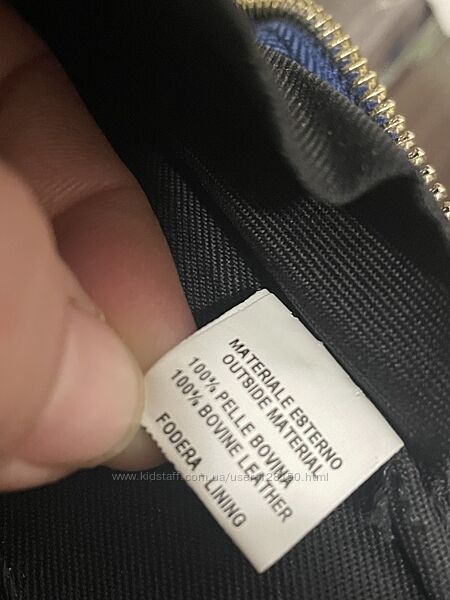 MATERIALE ESTERNO
OUTSIDE MATERIAL
100% PELLE BOVINA
100% BOVINE LEATHER
FODERA - LINING